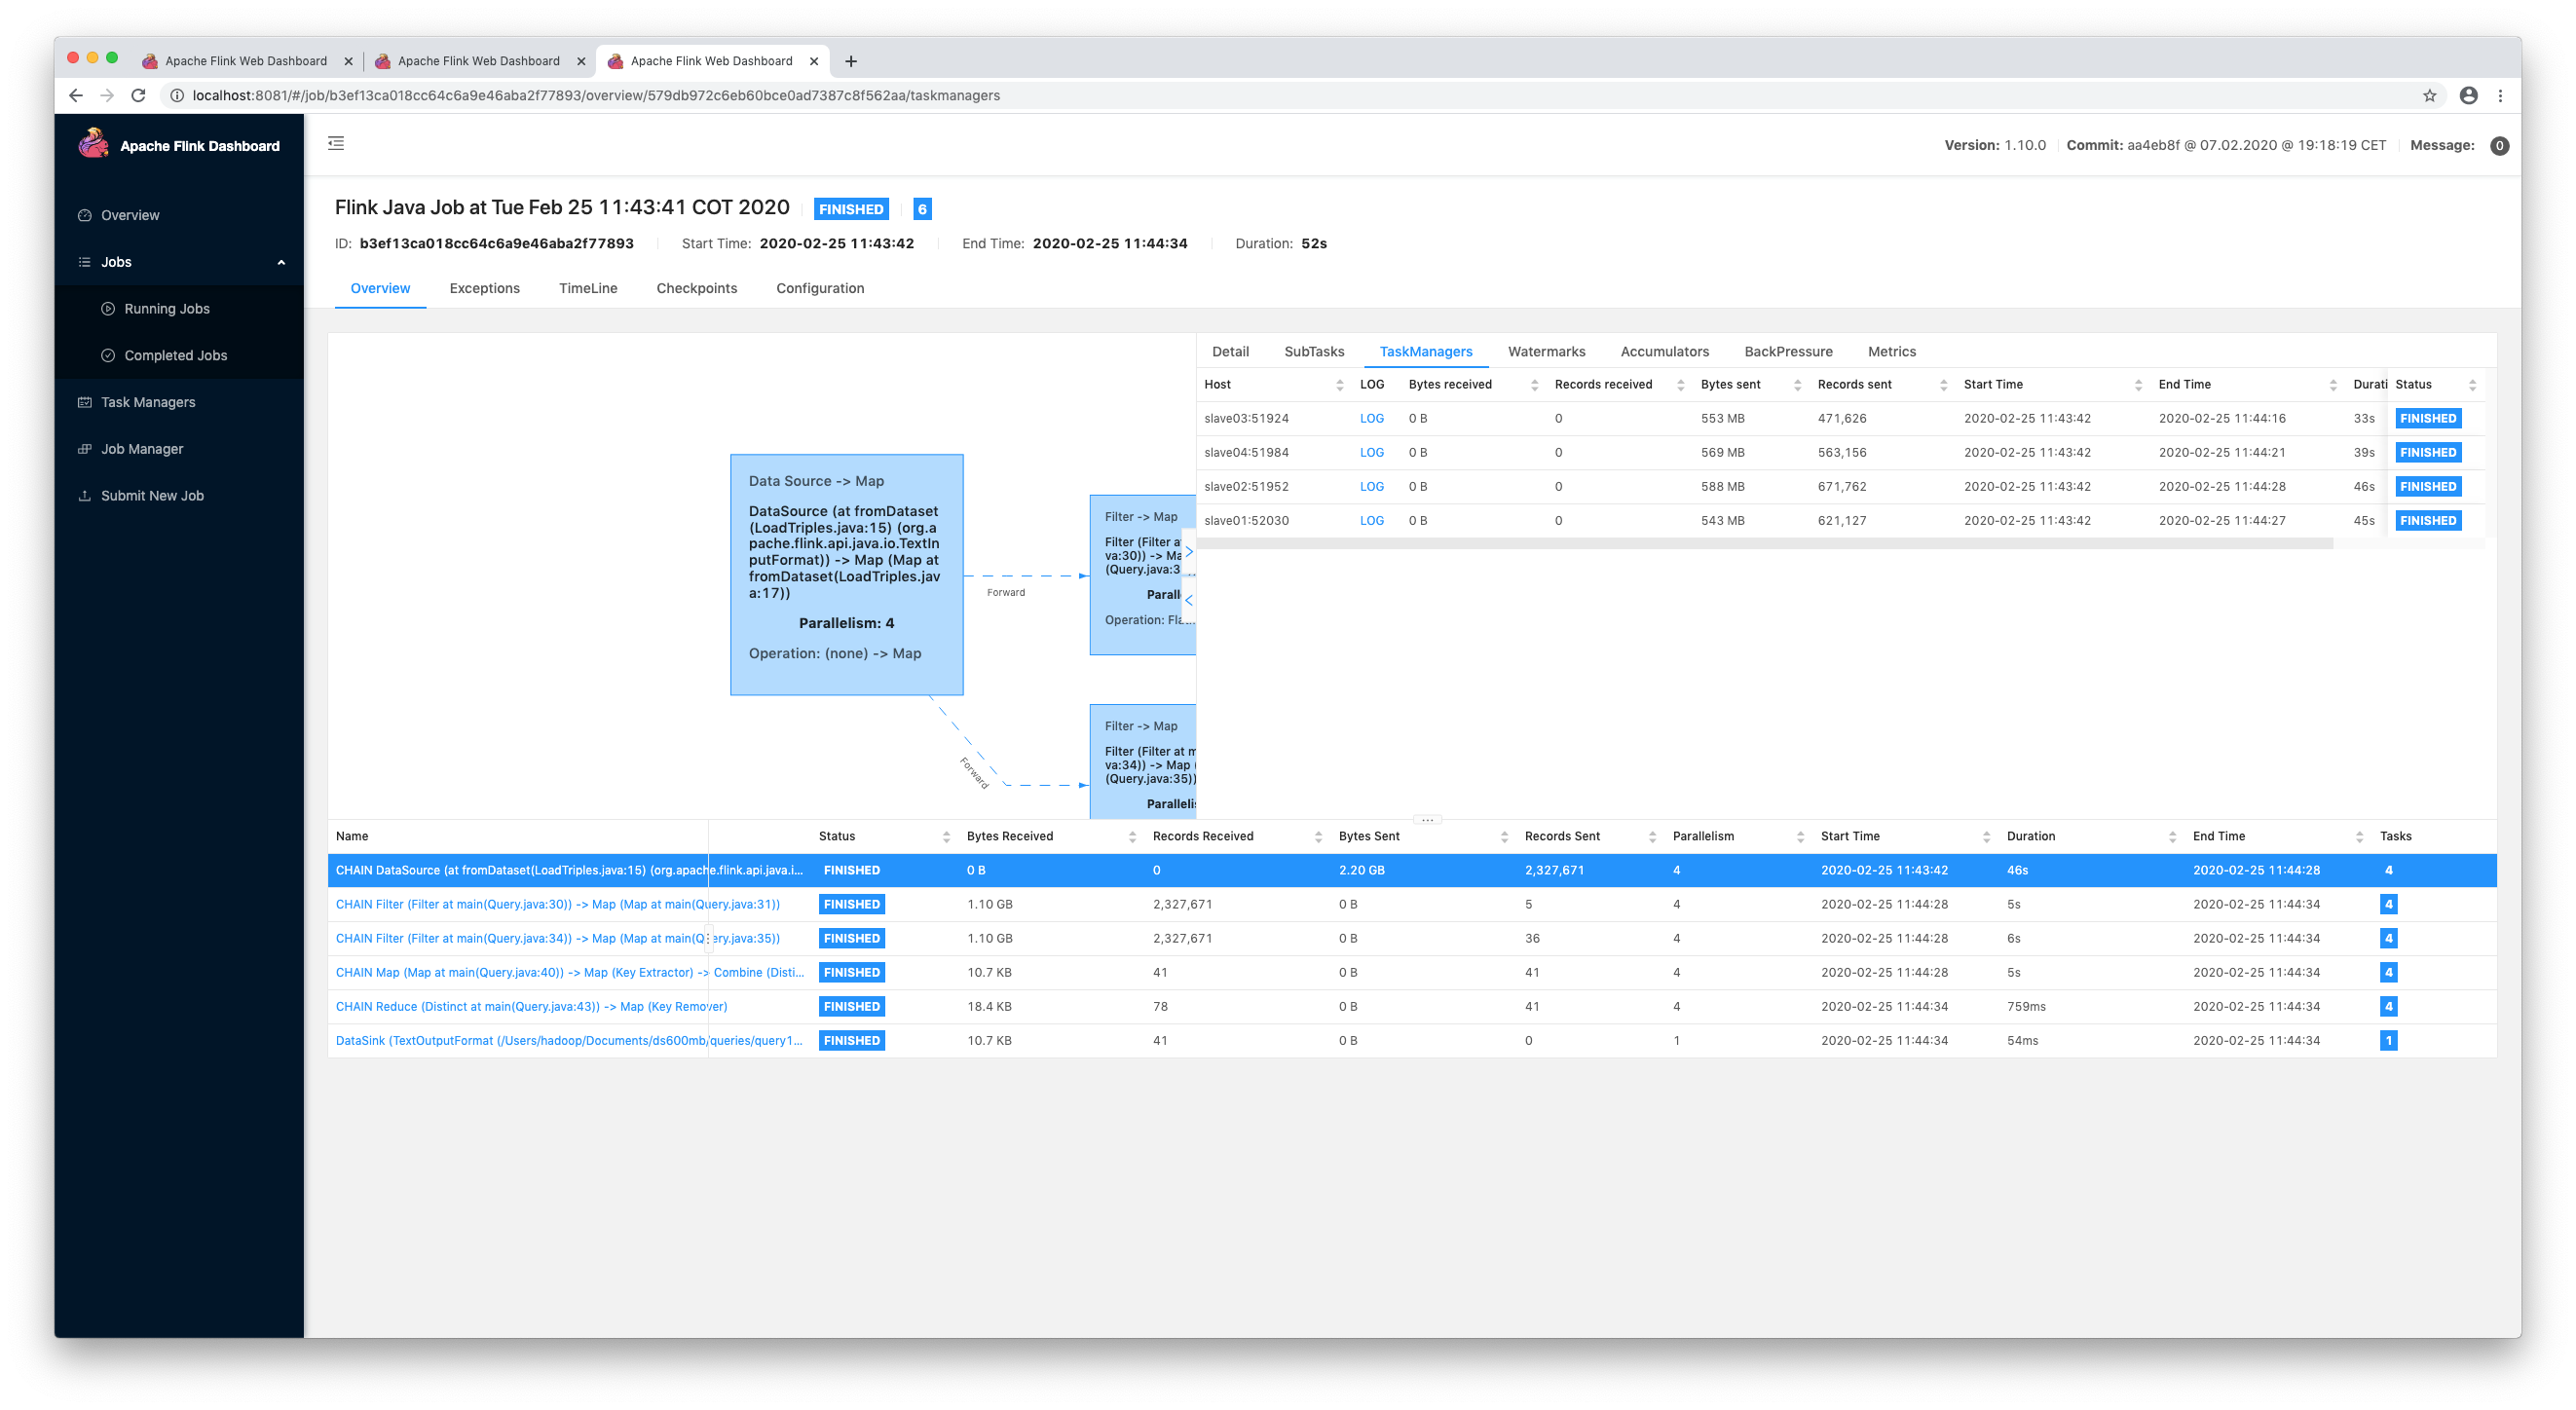 Apache Flink Web Dashboard Apache Flink Web Dashboard Apache Flink Web Dashboard
localhost:8081/#/job/b3ef13ca018cc64c6a9e46aba2f77893/overview/579db972c6eb60bce0ad7387c8f562aa/taskmanagers
Apache Flink Dashboard
Version: 1.10.0 Commit: aa4eb8f @ 07.02.2020 @ 19:18:19 CET Message: 0
Overview
Jobs
Running Jobs
Completed Jobs
Task Managers
Job Manager
Submit New Job
Flink Java Job at Tue Feb 25 11:43:41 COT 2020 FINISHED 6
ID: b3ef13ca018cc64c6a9e46aba2f77893 Start Time: 2020-02-25 11:43:42 End Time: 2020-02-25 11:44:34 Duration: 52s
Overview Exceptions TimeLine Checkpoints Configuration
Data Source -> Map
DataSource (at fromDataset
(LoadTriples.java:15) (org.a
pache.flink.api.java.io.TextIn
putFormat)) -> Map (Map at
fromDataset(LoadTriples.jav
a:17))
Parallelism: 4
Operation: (none) -> Map
Forward
Forward
Filter -> Map
Filter (Filter a
va:30)) -> Ma
(Query.java:3
Parall
Operation: Fla
Filter -> Map
Filter (Filter at m
va:34)) -> Map (
(Query.java:35))
Paralleli
Detail SubTasks TaskManagers Watermarks Accumulators BackPressure Metrics
Host LOG Bytes received Records received Bytes sent Records sent Start Time End Time Durati Status
slave03:51924 LOG 0 B 0 553 MB 471,626 2020-02-25 11:43:42 2020-02-25 11:44:16 33s FINISHED
slave04:51984 LOG 0 B 0 569 MB 563,156 2020-02-25 11:43:42 2020-02-25 11:44:21 39s FINISHED
slave02:51952 LOG 0 B 0 588 MB 671,762 2020-02-25 11:43:42 2020-02-25 11:44:28 46s FINISHED
slave01:52030 LOG 0 B 0 543 MB 621,127 2020-02-25 11:43:42 2020-02-25 11:44:27 45s FINISHED
Name Status Bytes Received Records Received Bytes Sent Records Sent Parallelism Start Time Duration End Time Tasks
CHAIN DataSource (at fromDataset(LoadTriples.java:15) (org.apache.flink.api.java.i... FINISHED 0 B 0 2.20 GB 2,327,671 4 2020-02-25 11:43:42 46s 2020-02-25 11:44:28 4
CHAIN Filter (Filter at main(Query.java:30)) -> Map (Map at main(Query.java:31)) FINISHED 1.10 GB 2,327,671 0 B 5 4 2020-02-25 11:44:28 5s 2020-02-25 11:44:34 4
CHAIN Filter (Filter at main(Query.java:34)) -> Map (Map at main(Query.java:35)) FINISHED 1.10 GB 2,327,671 0 B 36 4 2020-02-25 11:44:28 6s 2020-02-25 11:44:34 4
CHAIN Map (Map at main(Query.java:40)) -> Map (Key Extractor) -> Combine (Disti... FINISHED 10.7 KB 41 0 B 41 4 2020-02-25 11:44:28 5s 2020-02-25 11:44:34 4
CHAIN Reduce (Distinct at main(Query.java:43)) -> Map (Key Remover) FINISHED 18.4 KB 78 0 B 41 4 2020-02-25 11:44:34 759ms 2020-02-25 11:44:34 4
DataSink (TextOutputFormat (/Users/hadoop/Documents/ds600mb/queries/query1... FINISHED 10.7 KB 41 0 B 0 1 2020-02-25 11:44:34 54ms 2020-02-25 11:44:34 1